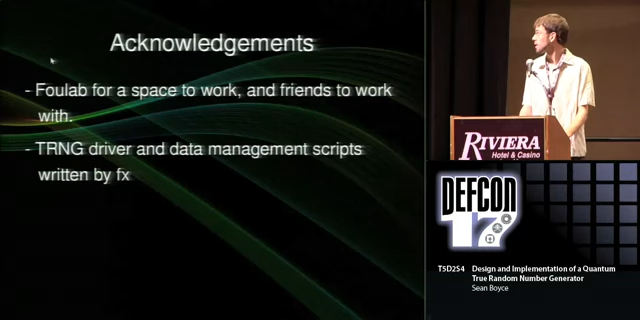 Acknowledgements
- Foulab for a space to work, and friends to work
with.
- TRNG driver and data management scripts
written by fx
RIVIERA
Hotel & Casino
DEFCON
17
T5D2S4 Design and Implementation of a Quantum
True Random Number Generator
Sean Boyce